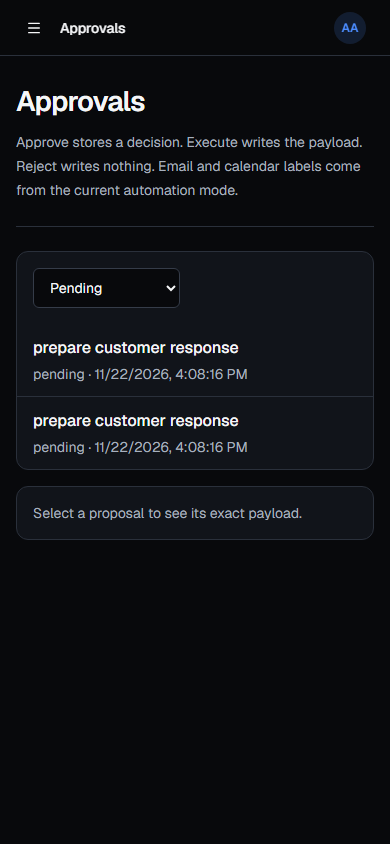 Approvals
AA
Approvals
Approve stores a decision. Execute writes the payload.
Reject writes nothing. Email and calendar labels come
from the current automation mode.
Pending
prepare customer response
pending · 11/22/2026, 4:08:16 PM
prepare customer response
pending · 11/22/2026, 4:08:16 PM
Select a proposal to see its exact payload.